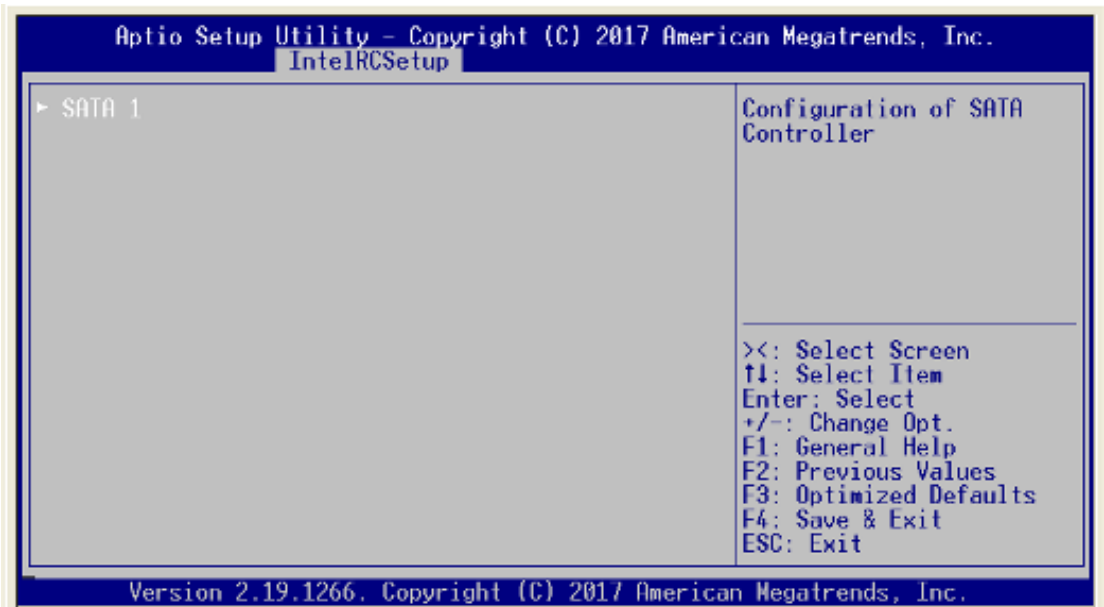 Aptio Setup Utility – Copyright (C) 2017 American Megatrends, Inc.
IntelRCSetup
► SATA 1
Configuration of SATA
Controller
><: Select Screen
↑↓: Select Item
Enter: Select
+/-: Change Opt.
F1: General Help
F2: Previous Values
F3: Optimized Defaults
F4: Save & Exit
ESC: Exit
Version 2.19.1266. Copyright (C) 2017 American Megatrends, Inc.